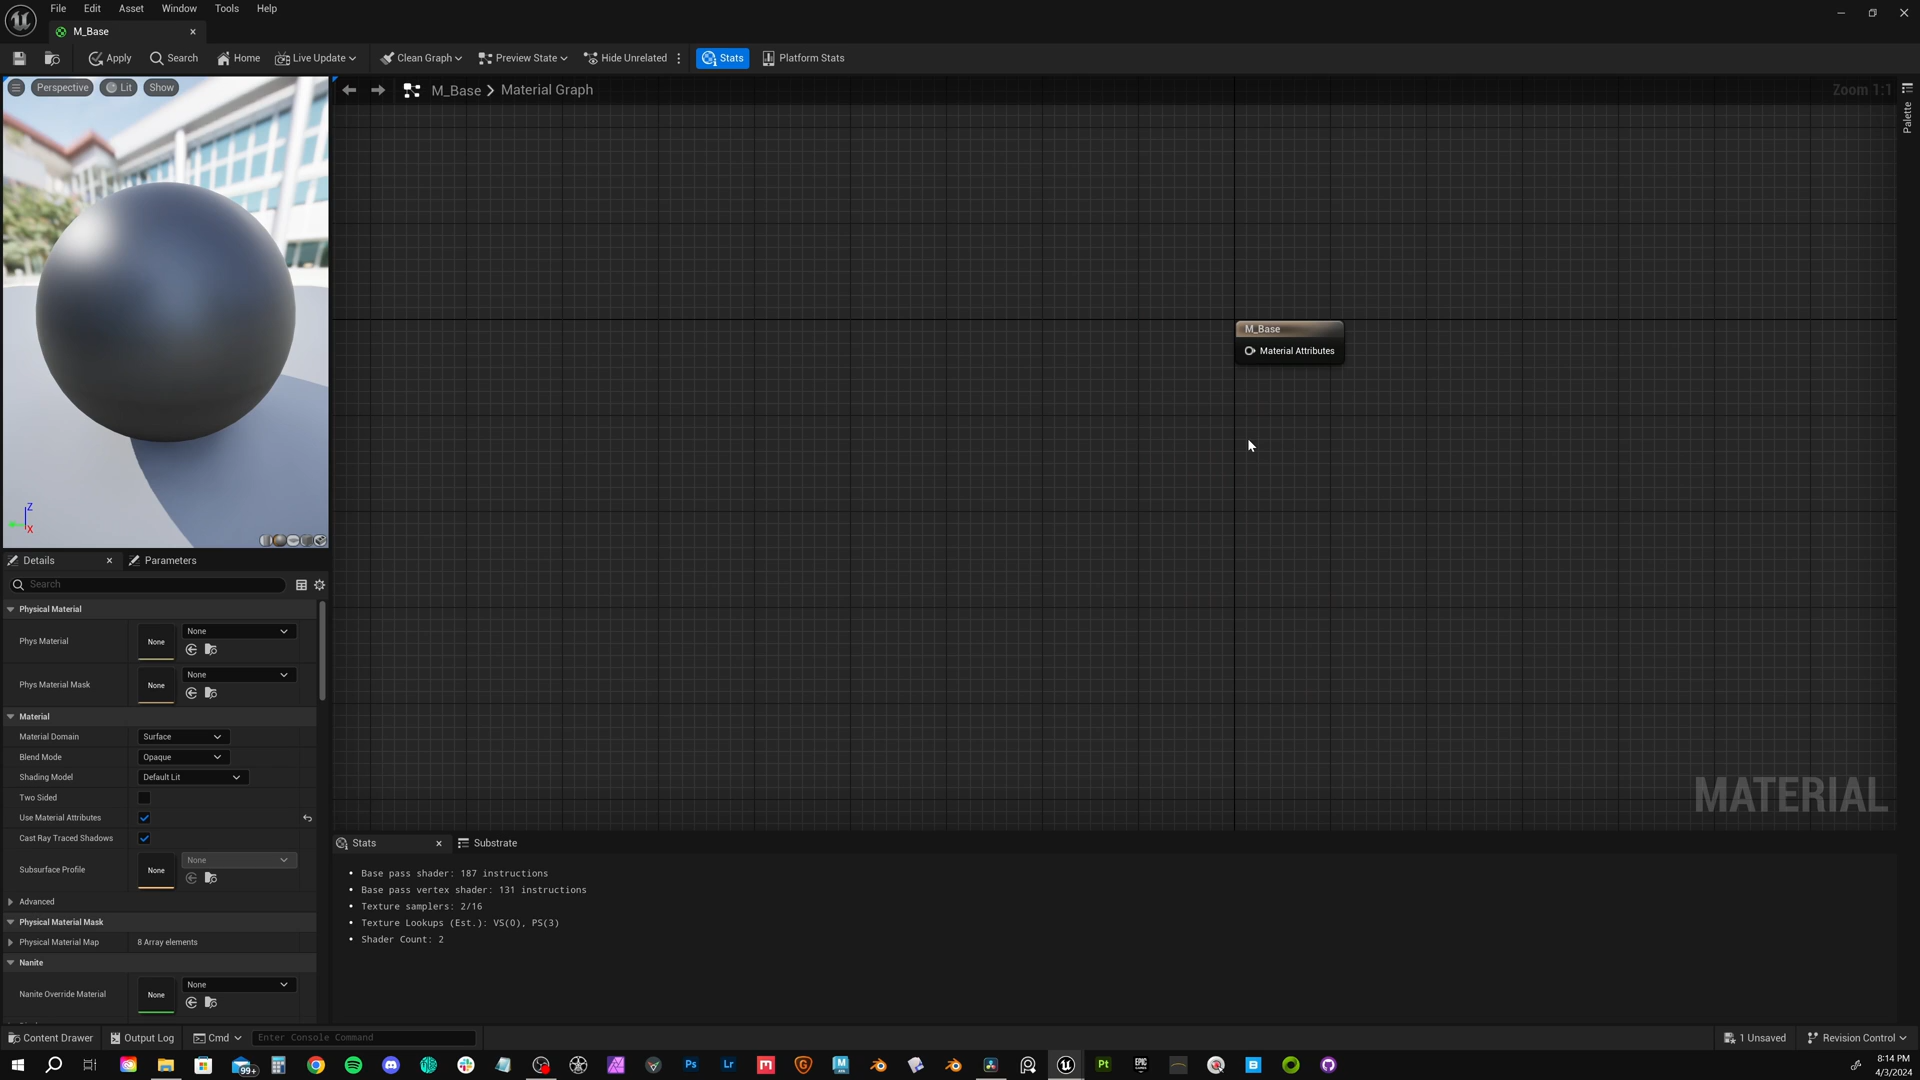 File Edit Asset Window Tools Help
M_Base
Apply Search Home Live Update Clean Graph Preview State Hide Unrelated Stats Platform Stats
Perspective Lit Show
M_Base > Material Graph
Zoom 1:1
Palette
M_Base
Material Attributes
Z
X
MATERIAL
Details Parameters
Search
Physical Material
Phys Material None None
Phys Material Mask None None
Material
Material Domain Surface
Blend Mode Opaque
Shading Model Default Lit
Two Sided
Use Material Attributes
Cast Ray Traced Shadows
Subsurface Profile None None
Advanced
Physical Material Mask
Physical Material Map 8 Array elements
Nanite
Nanite Override Material None None
Stats Substrate
• Base pass shader: 187 instructions
• Base pass vertex shader: 131 instructions
• Texture samplers: 2/16
• Texture Lookups (Est.): VS(0), PS(3)
• Shader Count: 2
Content Drawer Output Log Cmd Enter Console Command
1 Unsaved Revision Control
99+ Ps Lr Pt
8:14 PM
4/3/2024